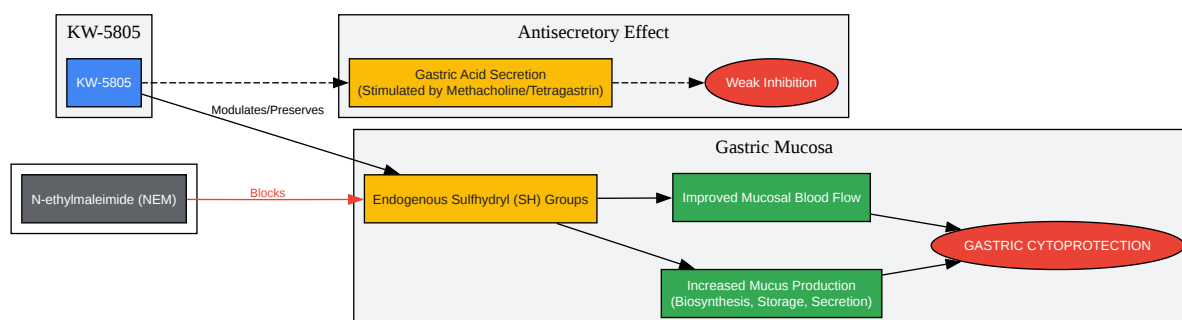 KW-5805
KW-5805
Antisecretory Effect
Gastric Acid Secretion
(Stimulated by Methacholine/Tetragastrin)
Weak Inhibition
Modulates/Preserves
Gastric Mucosa
N-ethylmaleimide (NEM)
Blocks
Endogenous Sulfhydryl (SH) Groups
Improved Mucosal Blood Flow
Increased Mucus Production
(Biosynthesis, Storage, Secretion)
GASTRIC CYTOPROTECTION